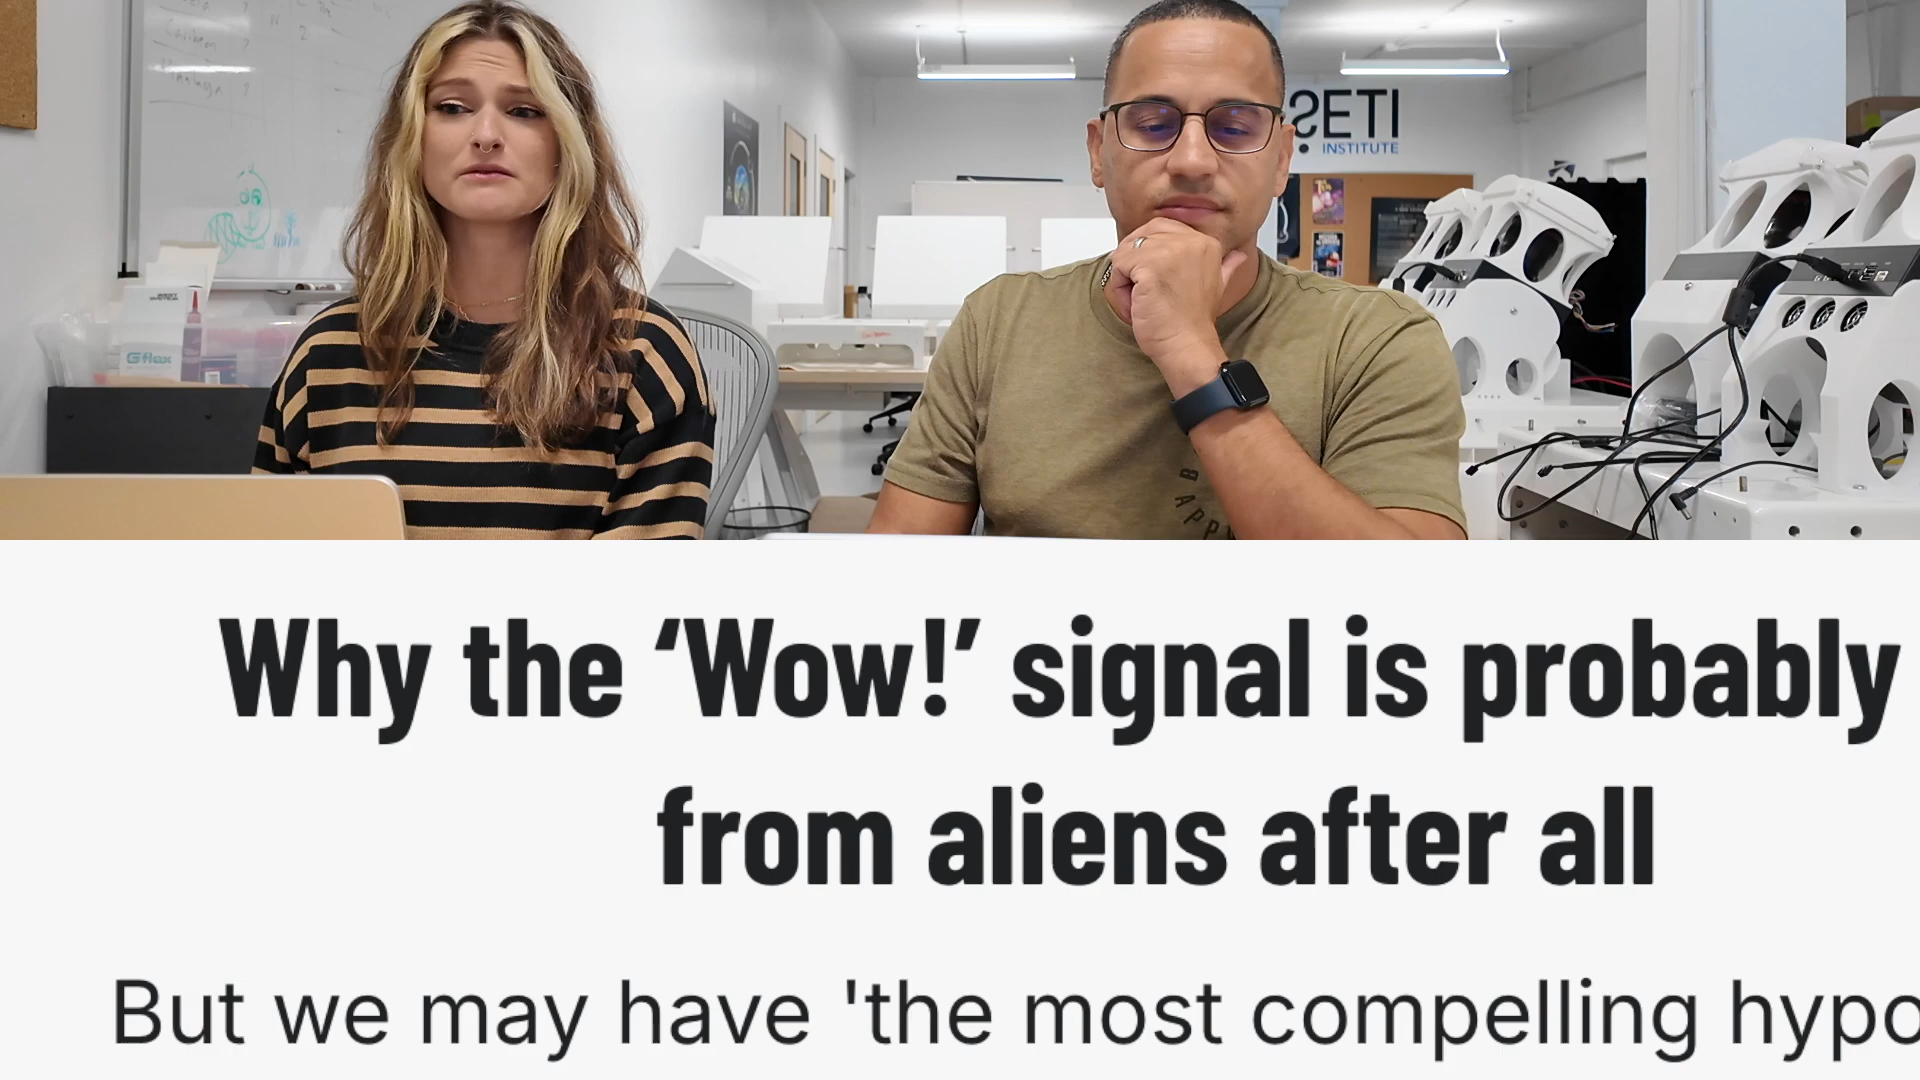 SETI
INSTITUTE
Gflex
B
APPY
Why the ‘Wow!’ signal is probably
from aliens after all
But we may have 'the most compelling hypo